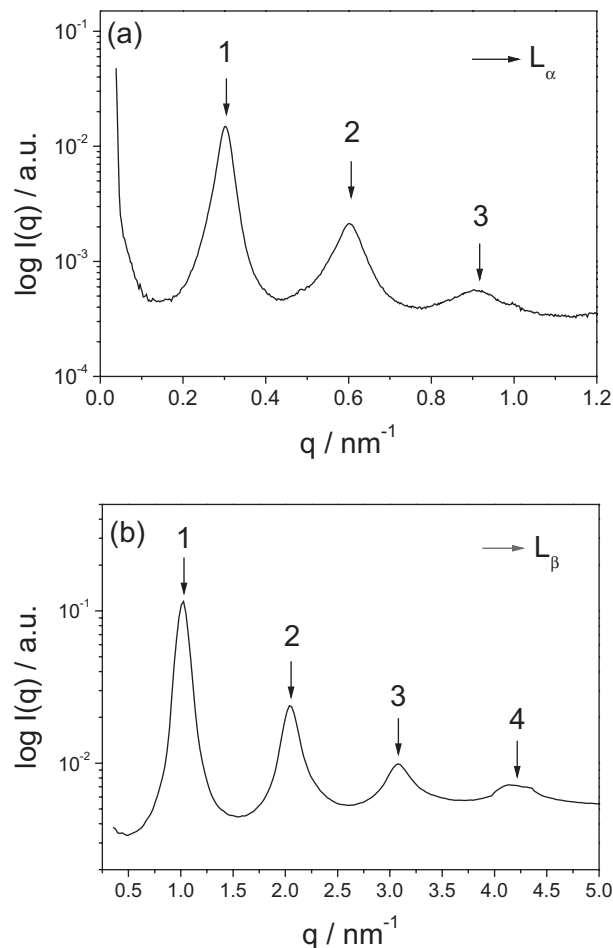 (a)
1
2
3
L_α
log I(q) / a.u.
10⁻¹
10⁻²
10⁻³
10⁻⁴
0.0 0.2 0.4 0.6 0.8 1.0 1.2
q / nm⁻¹
(b)
1
2
3
4
L_β
log I(q) / a.u.
10⁻¹
10⁻²
0.5 1.0 1.5 2.0 2.5 3.0 3.5 4.0 4.5 5.0
q / nm⁻¹